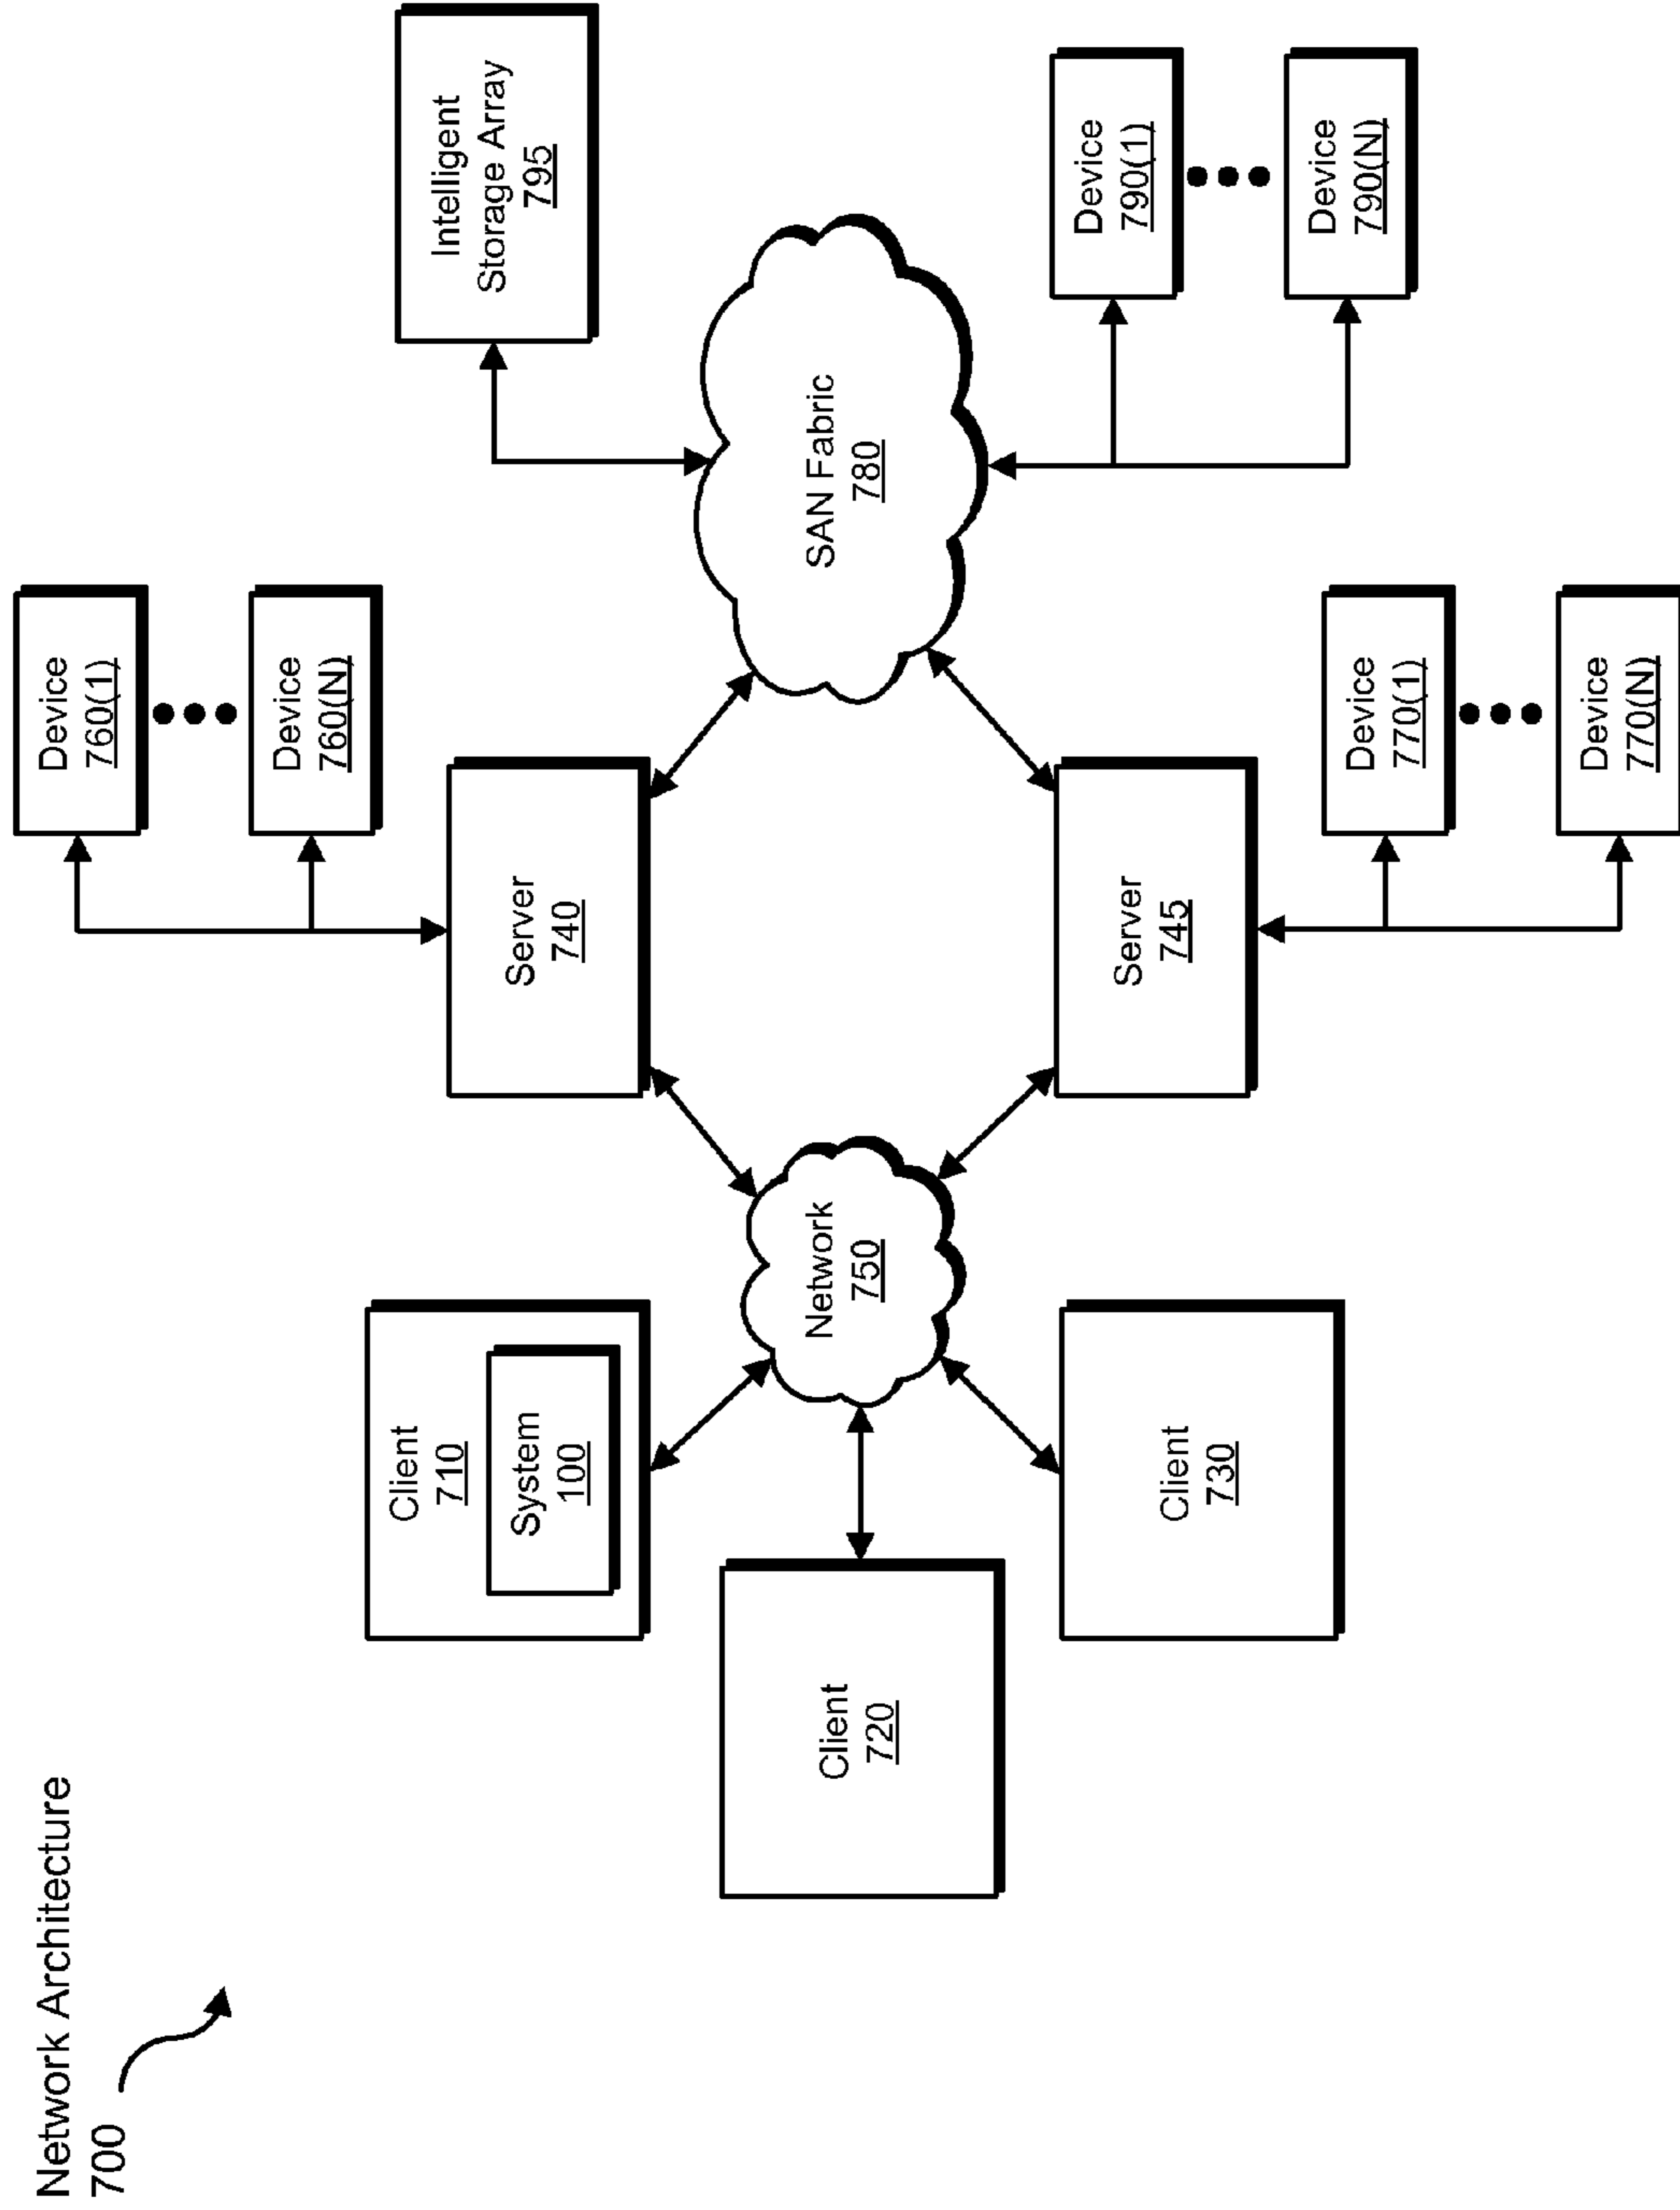 Network Architecture
700
Client
710
System
100
Client
720
Client
730
Network
750
Server
740
Server
745
Device
760(1)
Device
760(N)
Device
770(1)
Device
770(N)
SAN Fabric
780
Intelligent
Storage Array
795
Device
790(1)
Device
790(N)